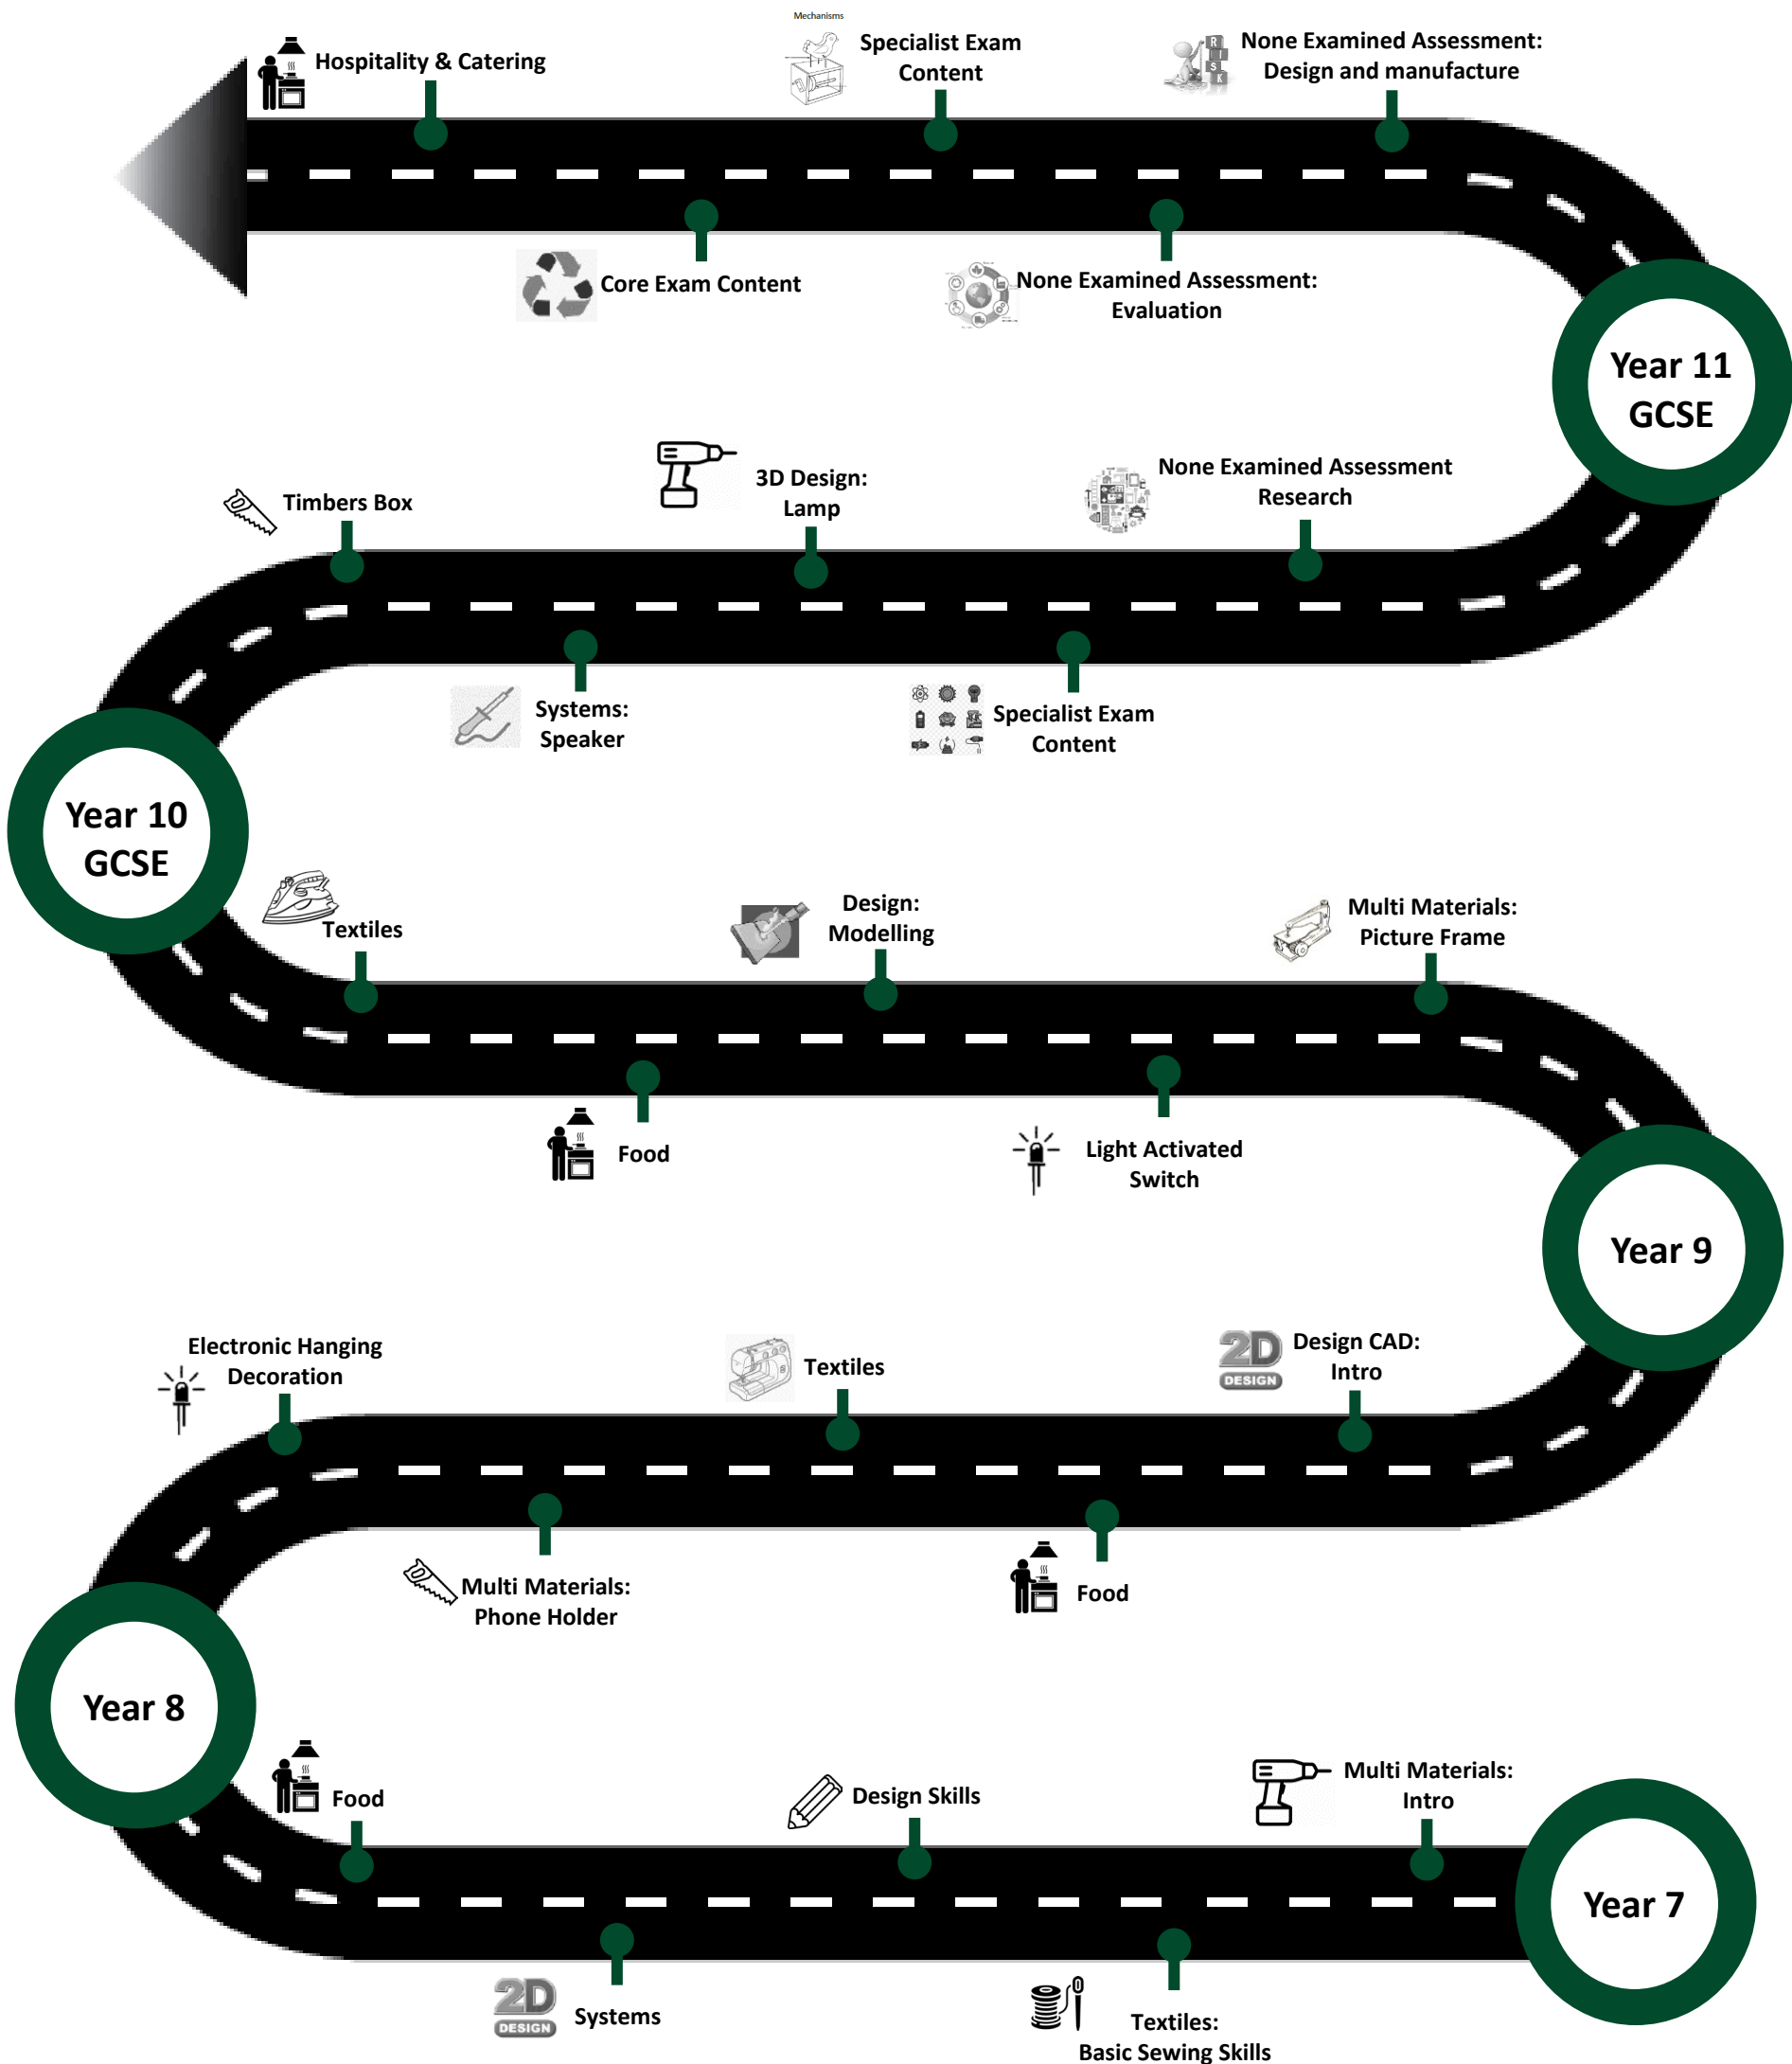 Mechanisms
Hospitality & Catering
Specialist Exam
Content
None Examined Assessment:
Design and manufacture
R
I
S
K
Core Exam Content
None Examined Assessment:
Evaluation
Year 11
GCSE
Timbers Box
3D Design:
Lamp
None Examined Assessment
Research
Systems:
Speaker
Specialist Exam
Content
Year 10
GCSE
Textiles
Design:
Modelling
Multi Materials:
Picture Frame
Food
Light Activated
Switch
Year 9
Electronic Hanging
Decoration
Textiles
2D
DESIGN
Design CAD:
Intro
Multi Materials:
Phone Holder
Food
Year 8
Food
Design Skills
Multi Materials:
Intro
Year 7
2D
DESIGN
Systems
Textiles:
Basic Sewing Skills